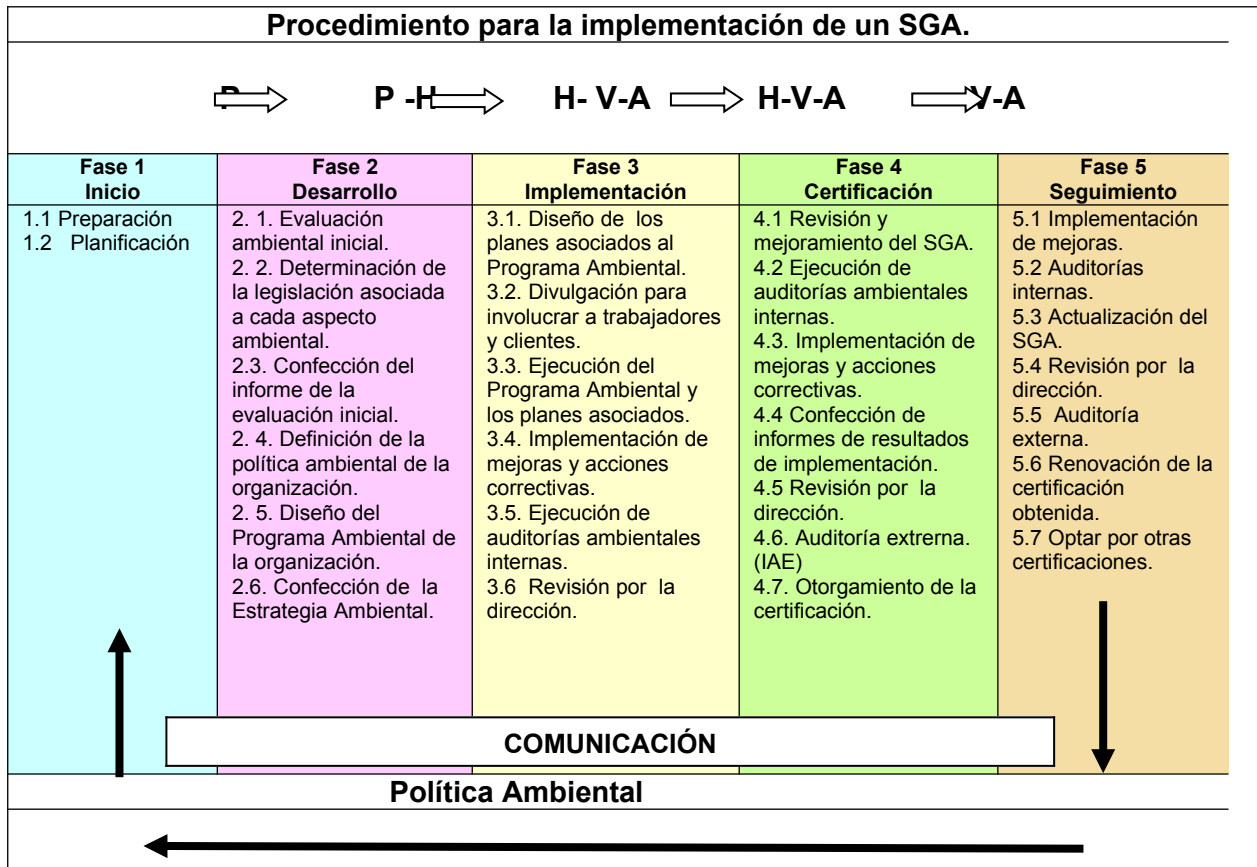 Procedimiento para la implementación de un SGA.
P
P -H
H- V-A
H-V-A
V-A
Fase 1
Inicio
Fase 2
Desarrollo
Fase 3
Implementación
Fase 4
Certificación
Fase 5
Seguimiento
1.1 Preparación
1.2 Planificación
2. 1. Evaluación
ambiental inicial.
2. 2. Determinación de
la legislación asociada
a cada aspecto
ambiental.
2.3. Confección del
informe de la
evaluación inicial.
2. 4. Definición de la
política ambiental de la
organización.
2. 5. Diseño del
Programa Ambiental de
la organización.
2.6. Confección de la
Estrategia Ambiental.
3.1. Diseño de los
planes asociados al
Programa Ambiental.
3.2. Divulgación para
involucrar a trabajadores
y clientes.
3.3. Ejecución del
Programa Ambiental y
los planes asociados.
3.4. Implementación de
mejoras y acciones
correctivas.
3.5. Ejecución de
auditorías ambientales
internas.
3.6 Revisión por la
dirección.
4.1 Revisión y
mejoramiento del SGA.
4.2 Ejecución de
auditorías ambientales
internas.
4.3. Implementación de
mejoras y acciones
correctivas.
4.4 Confección de
informes de resultados
de implementación.
4.5 Revisión por la
dirección.
4.6. Auditoría extrerna.
(IAE)
4.7. Otorgamiento de la
certificación.
5.1 Implementación
de mejoras.
5.2 Auditorías
internas.
5.3 Actualización del
SGA.
5.4 Revisión por la
dirección.
5.5 Auditoría
externa.
5.6 Renovación de la
certificación
obtenida.
5.7 Optar por otras
certificaciones.
COMUNICACIÓN
Política Ambiental